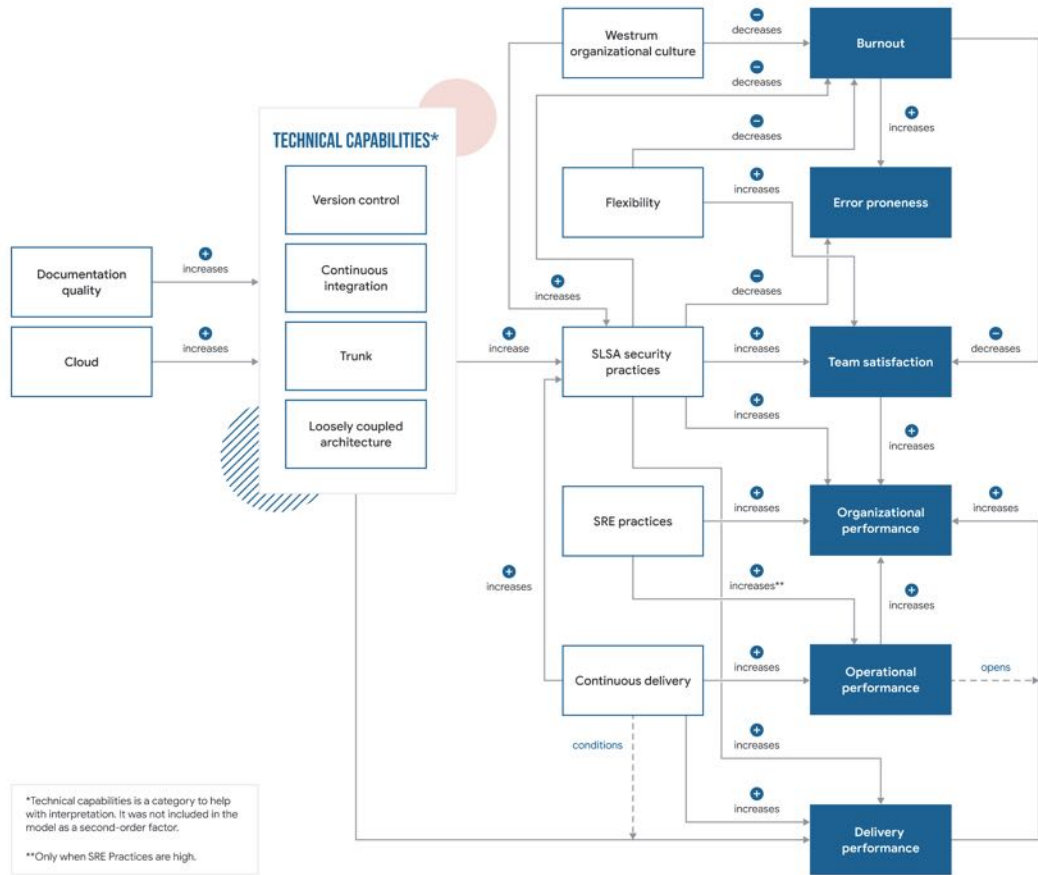 Westrum
organizational culture
decreases
Burnout
decreases
increases
TECHNICAL CAPABILITIES*
decreases
Version control
increases
Flexibility
Error proneness
Documentation
quality
increases
Continuous
integration
increases
decreases
Cloud
increases
Trunk
increase
SLSA security
practices
increases
Team satisfaction
decreases
Loosely coupled
architecture
increases
increases
SRE practices
increases
Organizational
performance
increases
increases
increases**
increases
Continuous delivery
increases
Operational
performance
opens
conditions
increases
increases
Delivery
performance
*Technical capabilities is a category to help
with interpretation. It was not included in the
model as a second-order factor.
**Only when SRE Practices are high.